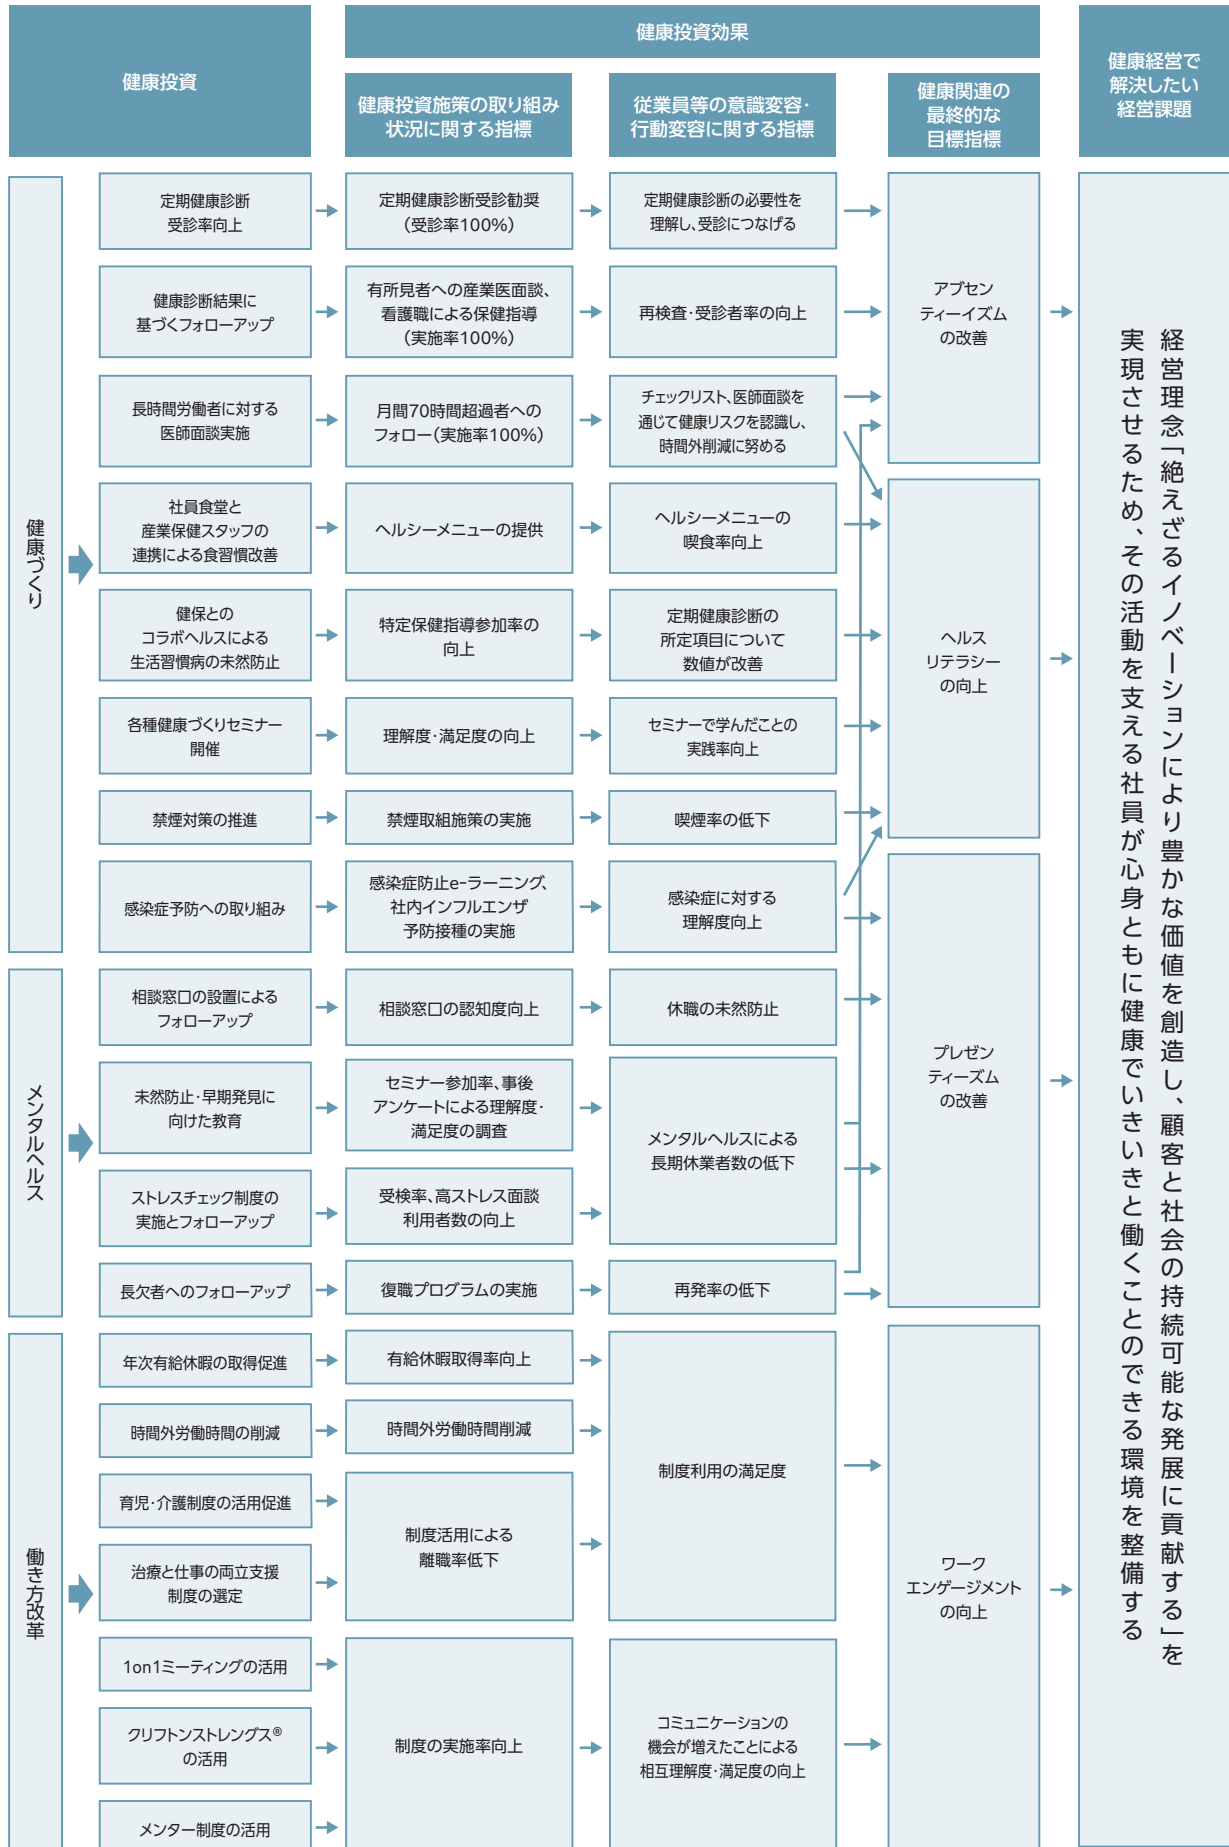 健康投資
健康投資効果
健康投資施策の取り組み
状況に関する指標
従業員等の意識変容・
行動変容に関する指標
健康関連の
最終的な
目標指標
健康経営で
解決したい
経営課題
健康づくり
定期健康診断
受診率向上
定期健康診断受診勧奨
(受診率100%)
定期健康診断の必要性を
理解し、受診につなげる
健康診断結果に
基づくフォローアップ
有所見者への産業医面談、
看護職による保健指導
(実施率100%)
再検査・受診者率の向上
長時間労働者に対する
医師面談実施
月間70時間超過者への
フォロー(実施率100%)
チェックリスト、医師面談を
通じて健康リスクを認識し、
時間外削減に努める
社員食堂と
産業保健スタッフの
連携による食習慣改善
ヘルシーメニューの提供
ヘルシーメニューの
喫食率向上
健保との
コラボヘルスによる
生活習慣病の未然防止
特定保健指導参加率の
向上
定期健康診断の
所定項目について
数値が改善
各種健康づくりセミナー
開催
理解度・満足度の向上
セミナーで学んだことの
実践率向上
禁煙対策の推進
禁煙取組施策の実施
喫煙率の低下
感染症予防への取り組み
感染症防止e-ラーニング、
社内インフルエンザ
予防接種の実施
感染症に対する
理解度向上
メンタルヘルス
相談窓口の設置による
フォローアップ
相談窓口の認知度向上
休職の未然防止
未然防止・早期発見に
向けた教育
セミナー参加率、事後
アンケートによる理解度・
満足度の調査
メンタルヘルスによる
長期休業者数の低下
ストレスチェック制度の
実施とフォローアップ
受検率、高ストレス面談
利用者数の向上
長欠者へのフォローアップ
復職プログラムの実施
再発率の低下
働き方改革
年次有給休暇の取得促進
有給休暇取得率向上
時間外労働時間の削減
時間外労働時間削減
制度利用の満足度
育児・介護制度の活用促進
制度活用による
離職率低下
治療と仕事の両立支援
制度の選定
1on1ミーティングの活用
クリフトンストレングス®
の活用
制度の実施率向上
コミュニケーションの
機会が増えたことによる
相互理解度・満足度の向上
メンター制度の活用
アブセン
ティーイズム
の改善
ヘルス
リテラシー
の向上
プレゼン
ティーズム
の改善
ワーク
エンゲージメント
の向上
経営理念「絶えざるイノベーションにより豊かな価値を創造し、顧客と社会の持続可能な発展に貢献する」を
実現させるため、その活動を支える社員が心身ともに健康でいきいきと働くことのできる環境を整備する